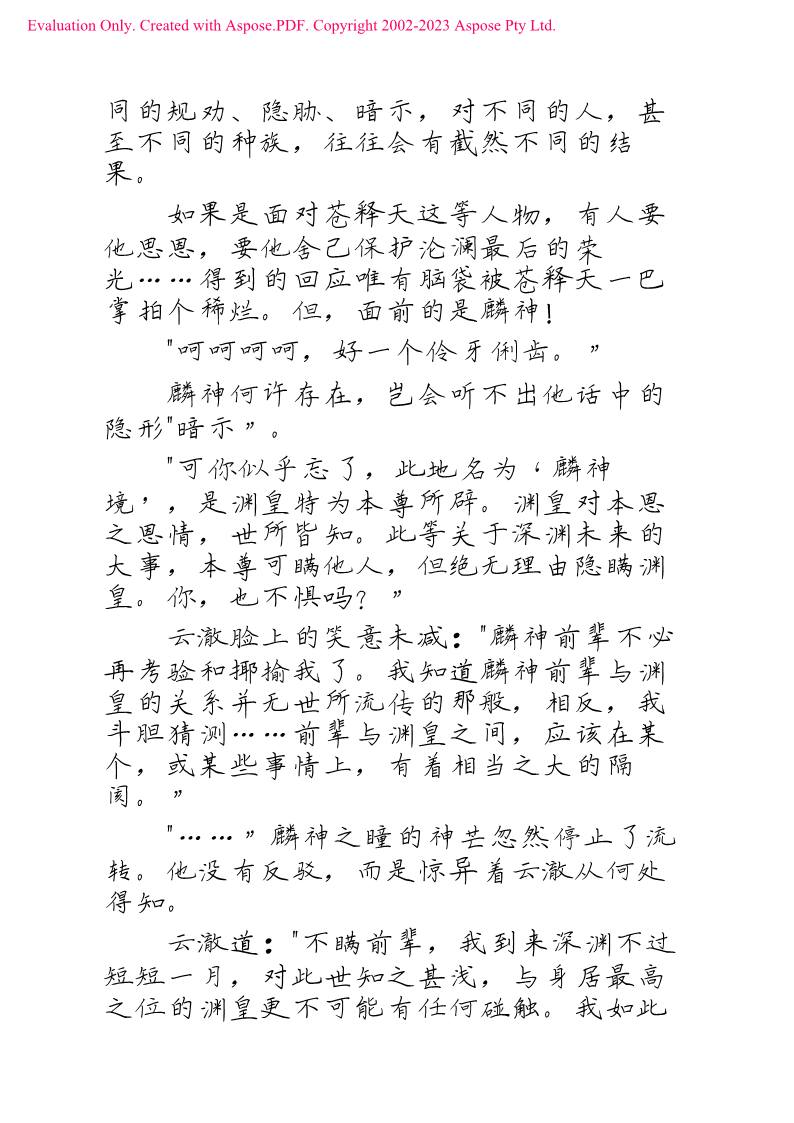 Evaluation Only. Created with Aspose.PDF. Copyright 2002-2023 Aspose Pty Ltd.
同的规劝、隐胁、暗示，对不同的人，甚
至不同的种族，往往会有截然不同的结
果。
如果是面对苍释天这等人物，有人要
他思恩，要他舍己保护沦澜最后的荣
光……得到的回应唯有脑袋被苍释天一巴
掌拍个稀烂。但，面前的是麟神！
"呵呵呵呵，好一个伶牙俐齿。”
麟神何许存在，岂会听不出他话中的
隐形"暗示”。
"可你似乎忘了，此地名为‘麟神
境’，是渊皇特为本尊所辟。渊皇对本恩
之恩情，世所皆知。此等关于深渊未来的
大事，本尊可瞒他人，但绝无理由隐瞒渊
皇。你，也不惧吗？”
云澈脸上的笑意未减："麟神前辈不必
再考验和揶揄我了。我知道麟神前辈与渊
皇的关系并无世所流传的那般，相反，我
斗胆猜测……前辈与渊皇之间，应该在某
个，或某些事情上，有着相当之大的隔
阂。”
"……”麟神之瞳的神芒忽然停止了流
转。他没有反驳，而是惊异着云澈从何处
得知。
云澈道："不瞒前辈，我到来深渊不过
短短一月，对此世知之甚浅，与身居最高
之位的渊皇更不可能有任何碰触。我如此